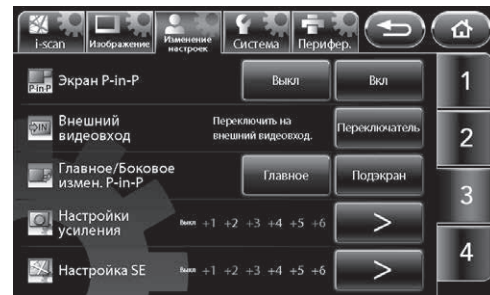 i-scan
Изображение
Изменение
настроек
Система
Перифер.
P-in-P
Экран P-in-P
Выкл
Вкл
1
DIN
Внешний
видеовход
Переключить на
внешний видеовход.
Переключатель
2
Главное/Боковое
измен. P-in-P
Главное
Подэкран
3
Настройки
усиления
Выкл +1 +2 +3 +4 +5 +6
>
Настройка SE
Выкл +1 +2 +3 +4 +5 +6
>
4